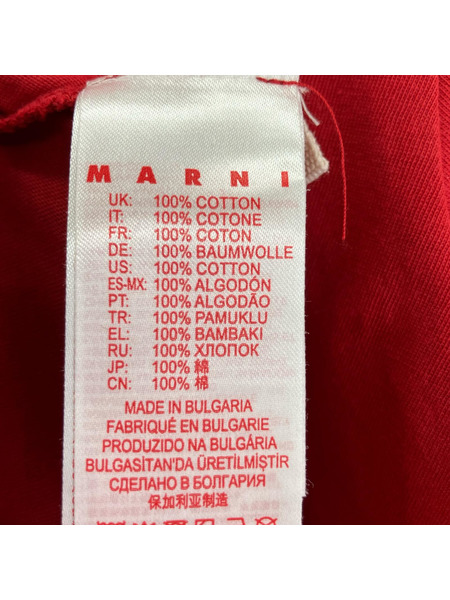 MARNI
UK: 100% COTTON
IT: 100% COTONE
FR: 100% COTON
DE: 100% BAUMWOLLE
US: 100% COTTON
ES-MX: 100% ALGODÓN
PT: 100% ALGODÃO
TR: 100% PAMUKLU
EL: 100% BAMBAKI
RU: 100% ХЛОПОК
JP: 100% 綿
CN: 100% 棉
MADE IN BULGARIA
FABRIQUÉ EN BULGARIE
PRODUZIDO NA BULGÁRIA
BULGASİTAN'DA ÜRETİLMİŞTİR
СДЕЛАНО В БОЛГАРИЯ
保加利亚制造